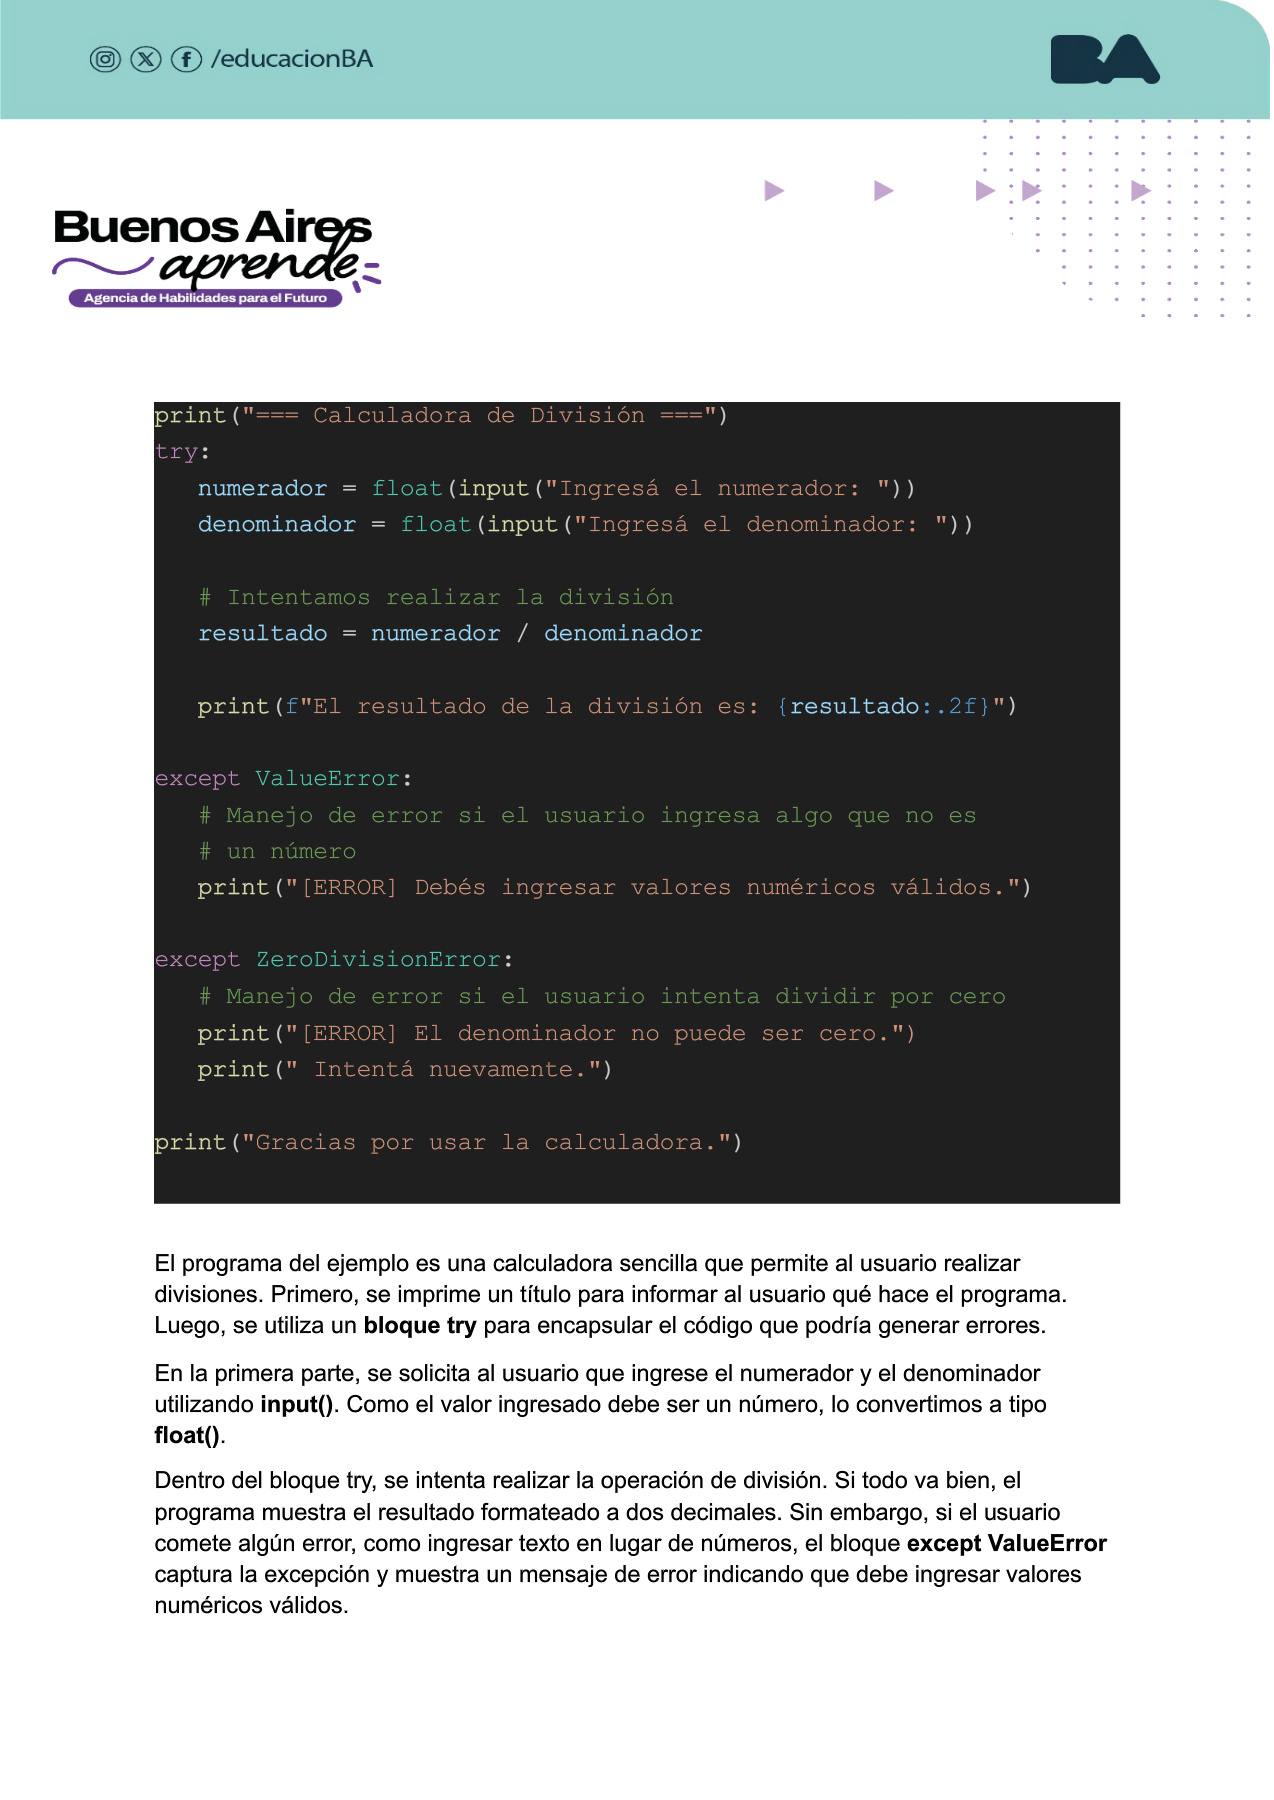 /educacionBA
BA
Buenos Aires
aprende
Agencia de Habilidades para el Futuro
print("=== Calculadora de División ===")
try:
   numerador = float(input("Ingresá el numerador: "))
   denominador = float(input("Ingresá el denominador: "))
   # Intentamos realizar la división
   resultado = numerador / denominador
   print(f"El resultado de la división es: {resultado:.2f}")
except ValueError:
   # Manejo de error si el usuario ingresa algo que no es
   # un número
   print("[ERROR] Debés ingresar valores numéricos válidos.")
except ZeroDivisionError:
   # Manejo de error si el usuario intenta dividir por cero
   print("[ERROR] El denominador no puede ser cero.")
   print(" Intentá nuevamente.")
print("Gracias por usar la calculadora.")
El programa del ejemplo es una calculadora sencilla que permite al usuario realizar
divisiones. Primero, se imprime un título para informar al usuario qué hace el programa.
Luego, se utiliza un bloque try para encapsular el código que podría generar errores.
En la primera parte, se solicita al usuario que ingrese el numerador y el denominador
utilizando input(). Como el valor ingresado debe ser un número, lo convertimos a tipo
float().
Dentro del bloque try, se intenta realizar la operación de división. Si todo va bien, el
programa muestra el resultado formateado a dos decimales. Sin embargo, si el usuario
comete algún error, como ingresar texto en lugar de números, el bloque except ValueError
captura la excepción y muestra un mensaje de error indicando que debe ingresar valores
numéricos válidos.